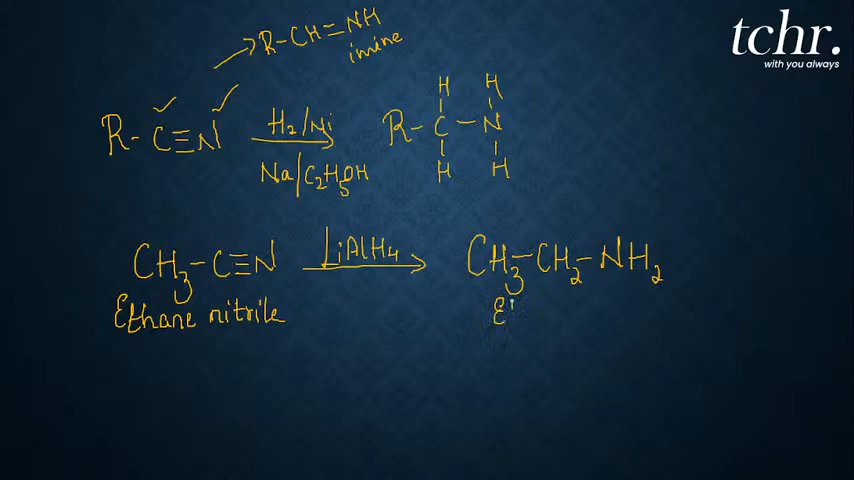 tchr.
with you always
R-CH=NH
imine
R-C≡N H₂/Ni Na/C₂H₅OH R-C-N H H H H
CH₃-C≡N LiAlH₄ CH₃-CH₂-NH₂
Ethane nitrile E